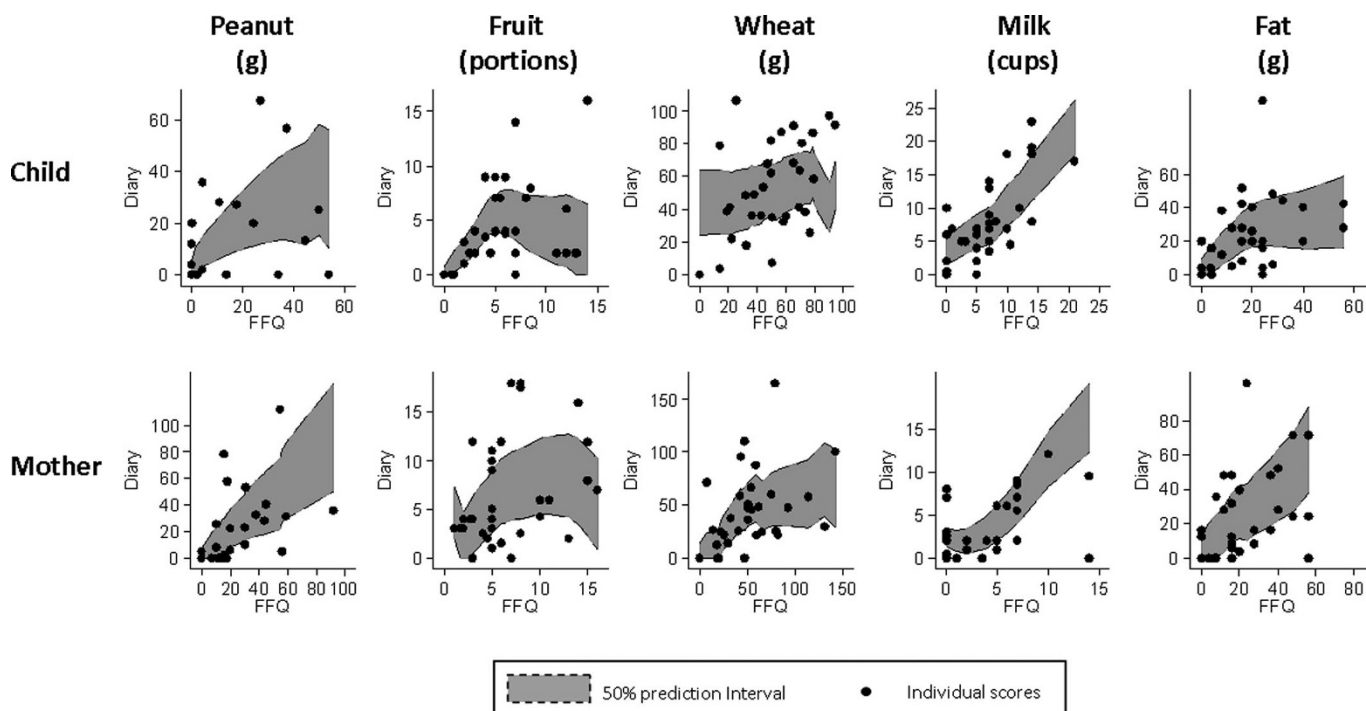 Peanut
(g)
Fruit
(portions)
Wheat
(g)
Milk
(cups)
Fat
(g)
Child
Diary
60
40
20
0
0 20 40 60
FFQ
Diary
15
10
5
0
0 5 10 15
FFQ
Diary
100
80
60
40
20
0
0 20 40 60 80 100
FFQ
Diary
25
20
15
10
5
0
0 5 10 15 20 25
FFQ
Diary
60
40
20
0
0 20 40 60
FFQ
Mother
Diary
100
80
60
40
20
0
0 20 40 60 80 100
FFQ
Diary
15
10
5
0
0 5 10 15
FFQ
Diary
150
100
50
0
0 50 100 150
FFQ
Diary
15
10
5
0
0 5 10 15
FFQ
Diary
80
60
40
20
0
0 20 40 60 80
FFQ
50% prediction Interval
Individual scores